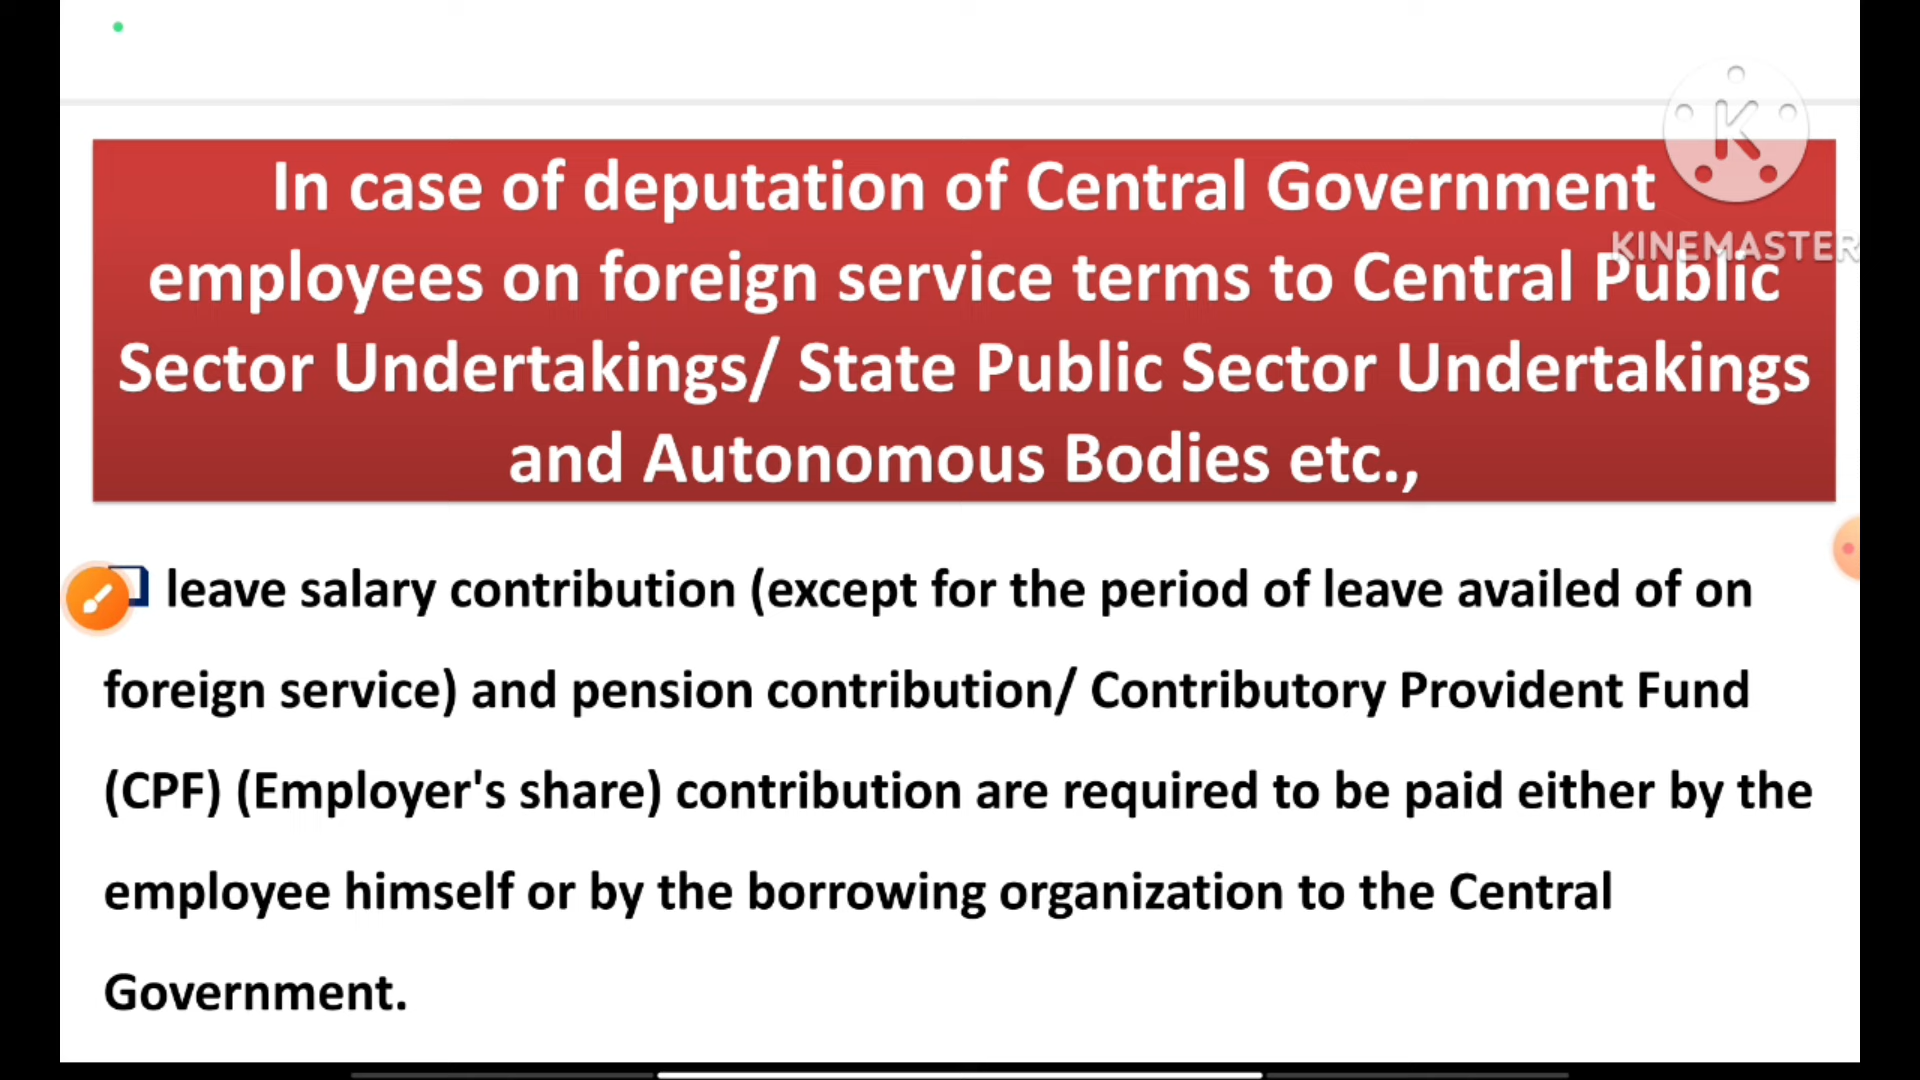 K
KINEMASTER
In case of deputation of Central Government
employees on foreign service terms to Central Public
Sector Undertakings/ State Public Sector Undertakings
and Autonomous Bodies etc.,
leave salary contribution (except for the period of leave availed of on
foreign service) and pension contribution/ Contributory Provident Fund
(CPF) (Employer's share) contribution are required to be paid either by the
employee himself or by the borrowing organization to the Central
Government.